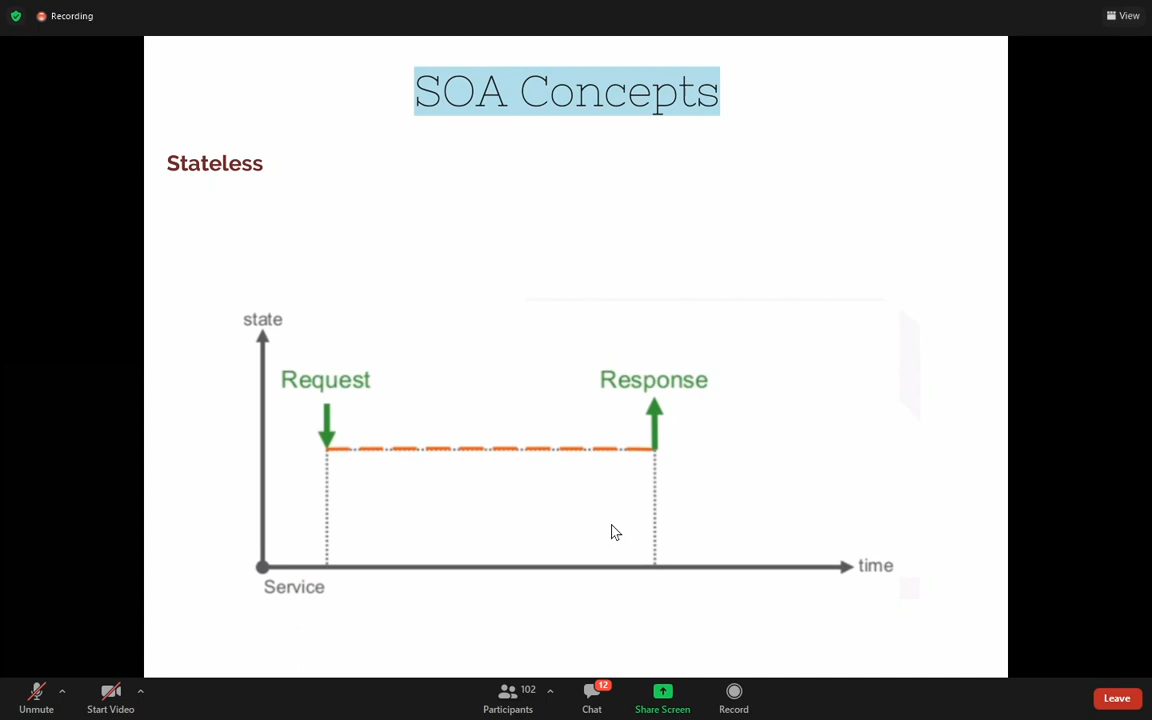 Recording
View
SOA Concepts
Stateless
state
Request
Response
time
Service
Unmute
Start Video
102
Participants
12
Chat
Share Screen
Record
Leave